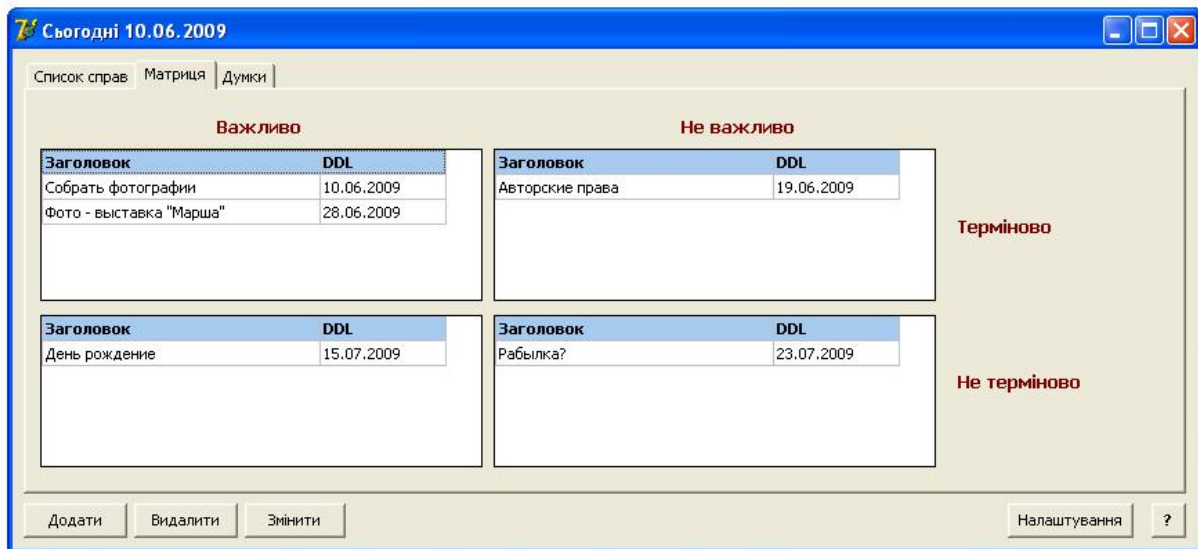 Сьогодні 10.06.2009
Список справ Матриця Думки
Важливо Не важливо
Заголовок DDL Заголовок DDL
Собрать фотографии 10.06.2009 Авторские права 19.06.2009
Фото - выставка "Марша" 28.06.2009
Терміново
Заголовок DDL Заголовок DDL
День рождение 15.07.2009 Рабылка? 23.07.2009
Не терміново
Додати Видалити Змінити Налаштування ?